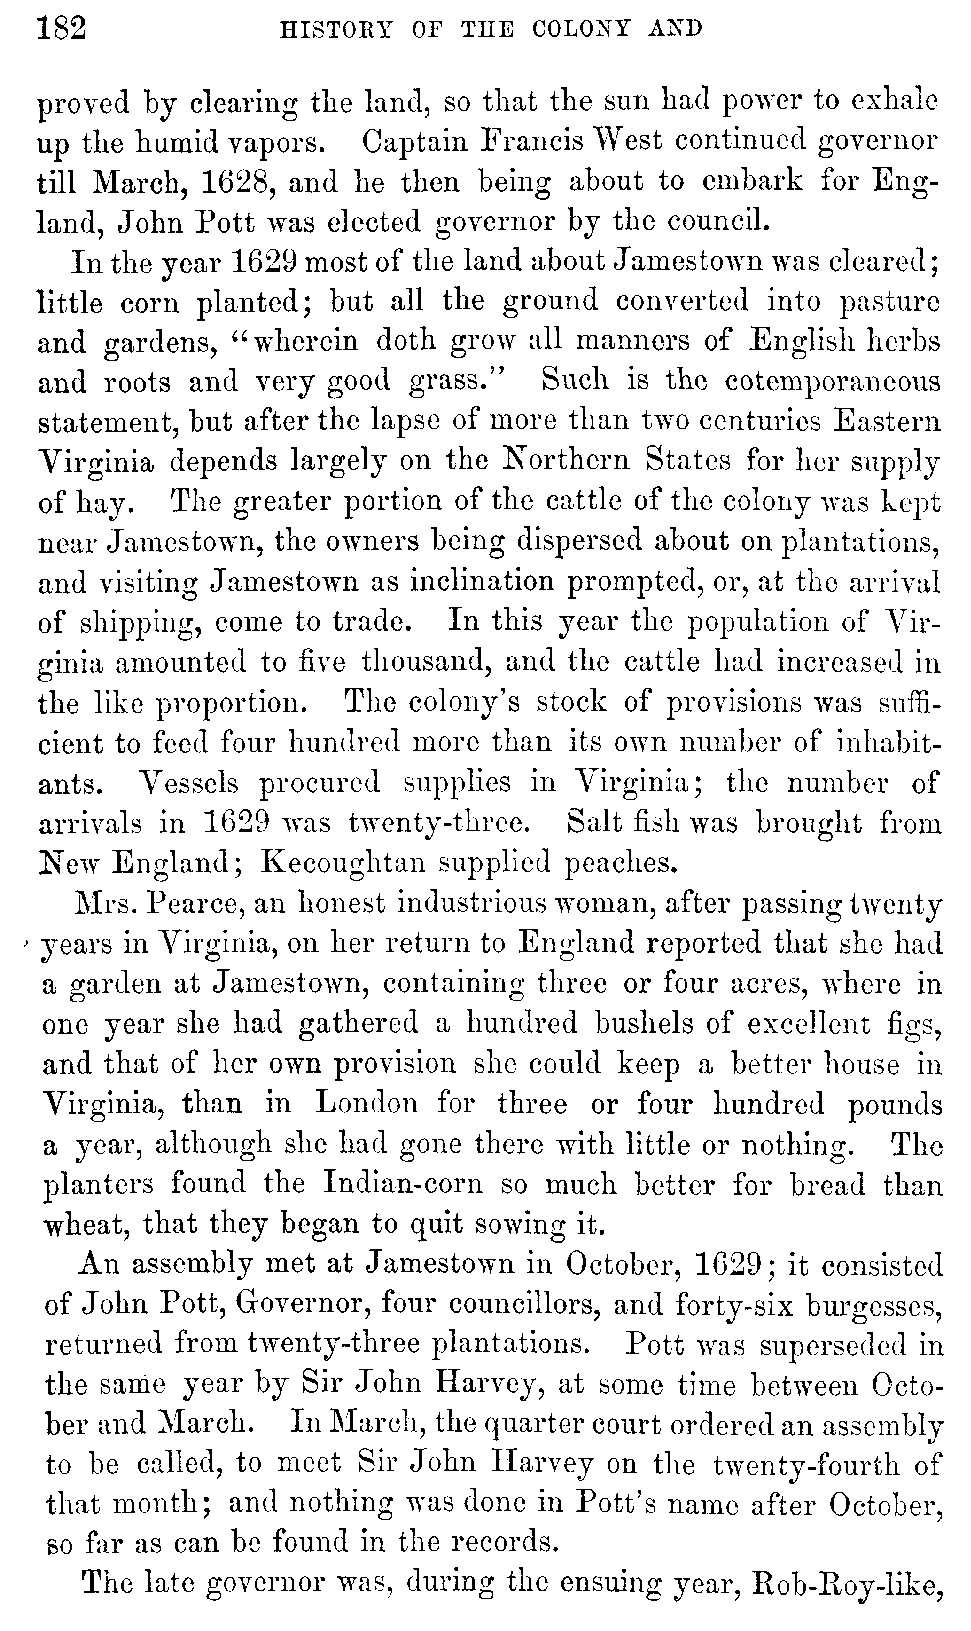 182 HISTORY OF THE COLONY AND
proved by clearing the land, so that the sun had power to exhale
up the humid vapors. Captain Francis West continued governor
till March, 1628, and he then being about to embark for Eng-
land, John Pott was elected governor by the council.
In the year 1629 most of the land about Jamestown was cleared;
little corn planted; but all the ground converted into pasture
and gardens, "wherein doth grow all manners of English herbs
and roots and very good grass." Such is the cotemporaneous
statement, but after the lapse of more than two centuries Eastern
Virginia depends largely on the Northern States for her supply
of hay. The greater portion of the cattle of the colony was kept
near Jamestown, the owners being dispersed about on plantations,
and visiting Jamestown as inclination prompted, or, at the arrival
of shipping, come to trade. In this year the population of Vir-
ginia amounted to five thousand, and the cattle had increased in
the like proportion. The colony's stock of provisions was suffi-
cient to feed four hundred more than its own number of inhabit-
ants. Vessels procured supplies in Virginia; the number of
arrivals in 1629 was twenty-three. Salt fish was brought from
New England; Kecoughtan supplied peaches.
Mrs. Pearce, an honest industrious woman, after passing twenty
years in Virginia, on her return to England reported that she had
a garden at Jamestown, containing three or four acres, where in
one year she had gathered a hundred bushels of excellent figs,
and that of her own provision she could keep a better house in
Virginia, than in London for three or four hundred pounds
a year, although she had gone there with little or nothing. The
planters found the Indian-corn so much better for bread than
wheat, that they began to quit sowing it.
An assembly met at Jamestown in October, 1629; it consisted
of John Pott, Governor, four councillors, and forty-six burgesses,
returned from twenty-three plantations. Pott was superseded in
the same year by Sir John Harvey, at some time between Octo-
ber and March. In March, the quarter court ordered an assembly
to be called, to meet Sir John Harvey on the twenty-fourth of
that month; and nothing was done in Pott's name after October,
so far as can be found in the records.
The late governor was, during the ensuing year, Rob-Roy-like,